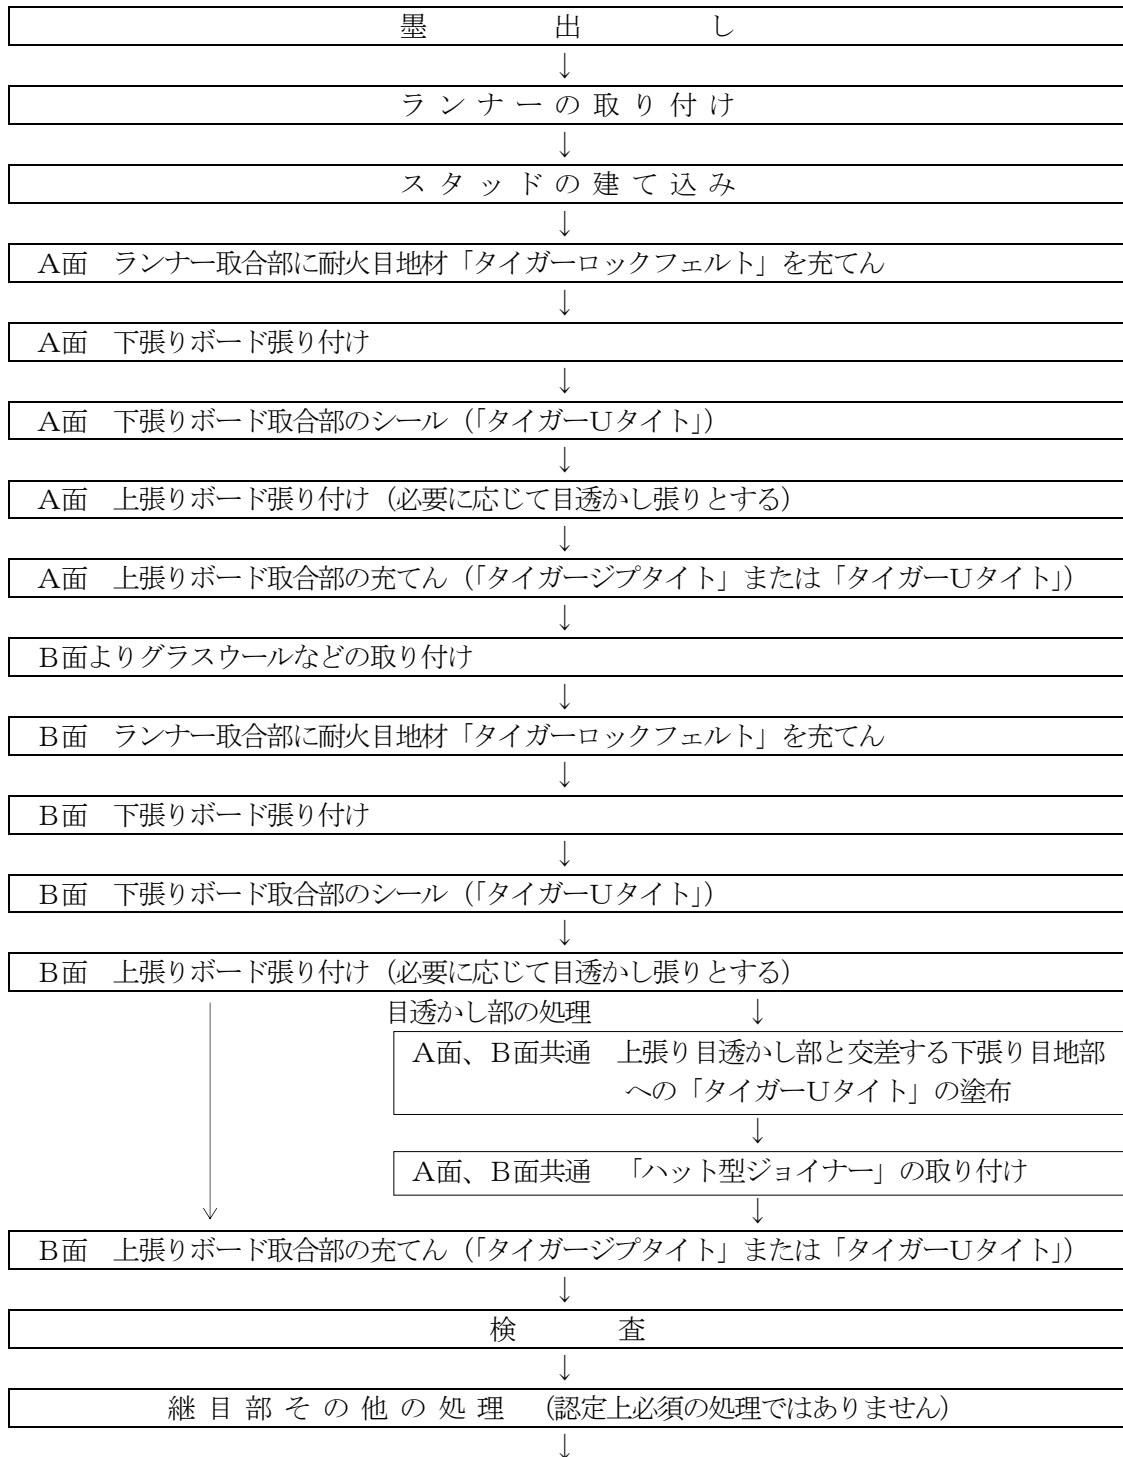 墨出し
↓
ランナーの取り付け
↓
スタッドの建て込み
↓
A面　ランナー取合部に耐火目地材「タイガーロックフェルト」を充てん
↓
A面　下張りボード張り付け
↓
A面　下張りボード取合部のシール（「タイガーUタイト」）
↓
A面　上張りボード張り付け（必要に応じて目透かし張りとする）
↓
A面　上張りボード取合部の充てん（「タイガージプタイト」または「タイガーUタイト」）
↓
B面よりグラスウールなどの取り付け
↓
B面　ランナー取合部に耐火目地材「タイガーロックフェルト」を充てん
↓
B面　下張りボード張り付け
↓
B面　下張りボード取合部のシール（「タイガーUタイト」）
↓
B面　上張りボード張り付け（必要に応じて目透かし張りとする）
目透かし部の処理　↓
A面、B面共通　上張り目透かし部と交差する下張り目地部
への「タイガーUタイト」の塗布
↓
A面、B面共通　「ハット型ジョイナー」の取り付け
↓
B面　上張りボード取合部の充てん（「タイガージプタイト」または「タイガーUタイト」）
↓
検査
↓
継目部その他の処理　（認定上必須の処理ではありません）
↓